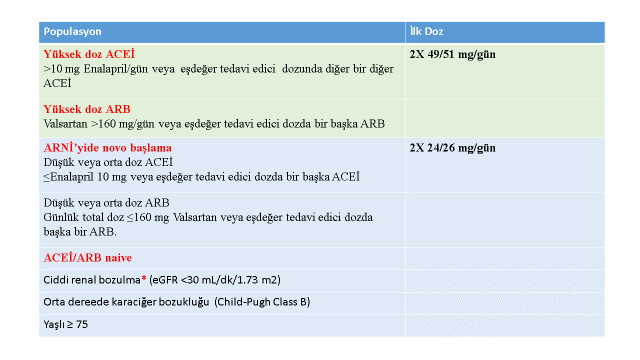 Populasyon
İlk Doz
Yüksek doz ACEİ
2X 49/51 mg/gün
>10 mg Enalapril/gün veya eşdeğer tedavi edici dozunda diğer bir diğer
ACEİ
Yüksek doz ARB
Valsartan >160 mg/gün veya eşdeğer tedavi edici dozda bir başka ARB
ARNİ'yide novo başlama
2X 24/26 mg/gün
Düşük veya orta doz ACEİ
≤Enalapril 10 mg veya eşdeğer tedavi edici dozda bir başka ACEİ
Düşük veya orta doz ARB
Günlük total doz ≤160 mg Valsartan veya eşdeğer tedavi edici dozda
başka bir ARB.
ACEİ/ARB naive
Ciddi renal bozulma* (eGFR <30 mL/dk/1.73 m2)
Orta dereede karaciğer bozukluğu (Child-Pugh Class B)
Yaşlı ≥ 75